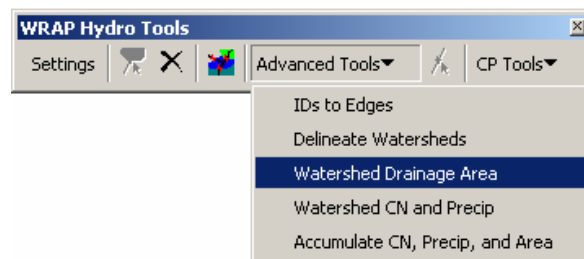 WRAP Hydro Tools
Settings Advanced Tools CP Tools
IDs to Edges
Delineate Watersheds
Watershed Drainage Area
Watershed CN and Precip
Accumulate CN, Precip, and Area